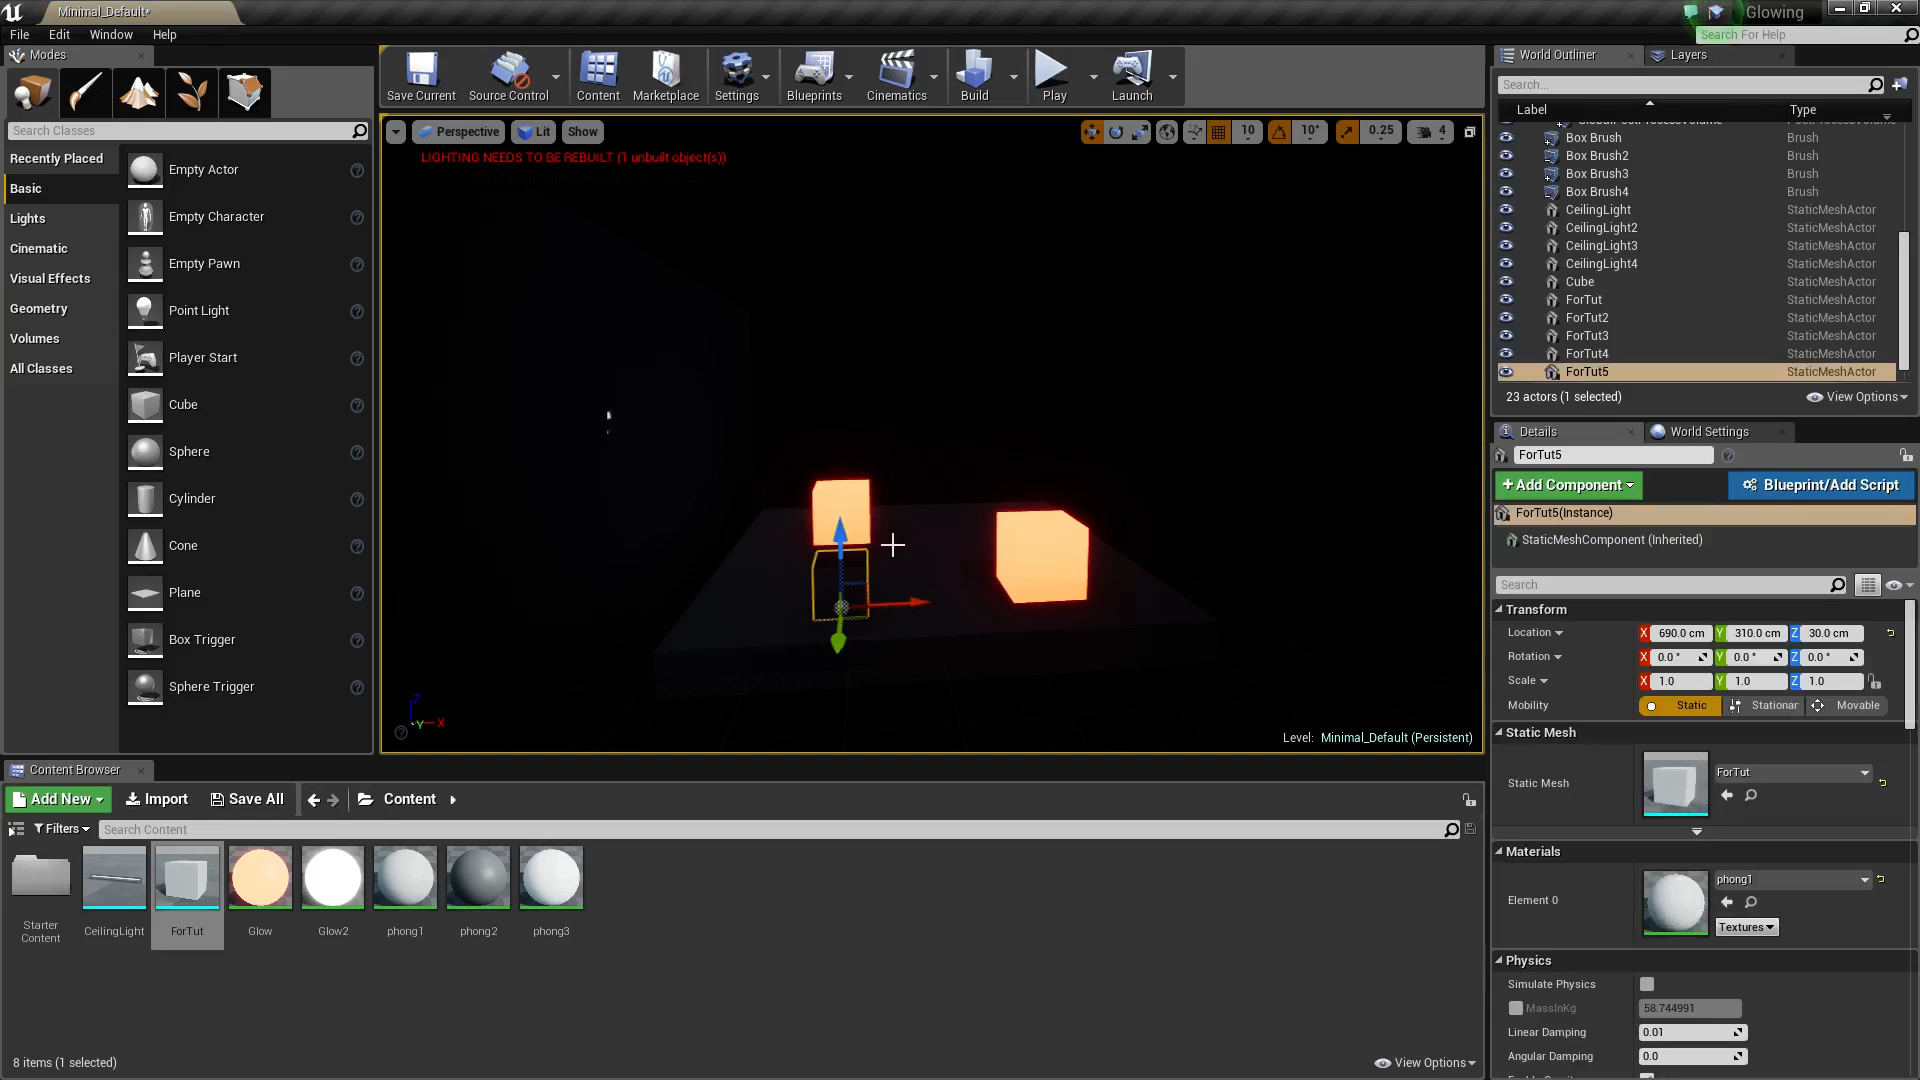 Minimal_Default*
Glowing
File Edit Window Help
Search For Help
Modes
Save Current
Source Control
Content
Marketplace
Settings
Blueprints
Cinematics
Build
Play
Launch
World Outliner
Layers
Search...
Label
Type
Search Classes
Recently Placed
Basic
Lights
Cinematic
Visual Effects
Geometry
Volumes
All Classes
Empty Actor
Empty Character
Empty Pawn
Point Light
Player Start
Cube
Sphere
Cylinder
Cone
Plane
Box Trigger
Sphere Trigger
Perspective
Lit
Show
10
10°
0.25
4
LIGHTING NEEDS TO BE REBUILT (1 unbuilt object(s))
Z
Y
X
Level: Minimal_Default (Persistent)
Box Brush Brush
Box Brush2 Brush
Box Brush3 Brush
Box Brush4 Brush
CeilingLight StaticMeshActor
CeilingLight2 StaticMeshActor
CeilingLight3 StaticMeshActor
CeilingLight4 StaticMeshActor
Cube StaticMeshActor
ForTut StaticMeshActor
ForTut2 StaticMeshActor
ForTut3 StaticMeshActor
ForTut4 StaticMeshActor
ForTut5 StaticMeshActor
23 actors (1 selected)
View Options
Details
World Settings
ForTut5
+Add Component
Blueprint/Add Script
ForTut5(Instance)
StaticMeshComponent (Inherited)
Search
Transform
Location X 690.0 cm Y 310.0 cm Z 30.0 cm
Rotation X 0.0 ° Y 0.0 ° Z 0.0 °
Scale X 1.0 Y 1.0 Z 1.0
Mobility Static Stationar Movable
Static Mesh
Static Mesh ForTut
Materials
Element 0 phong1
Textures
Physics
Simulate Physics
MassInKg 58.744991
Linear Damping 0.01
Angular Damping 0.0
Content Browser
Add New
Import
Save All
Content
Filters
Search Content
Starter Content
CeilingLight
ForTut
Glow
Glow2
phong1
phong2
phong3
8 items (1 selected)
View Options